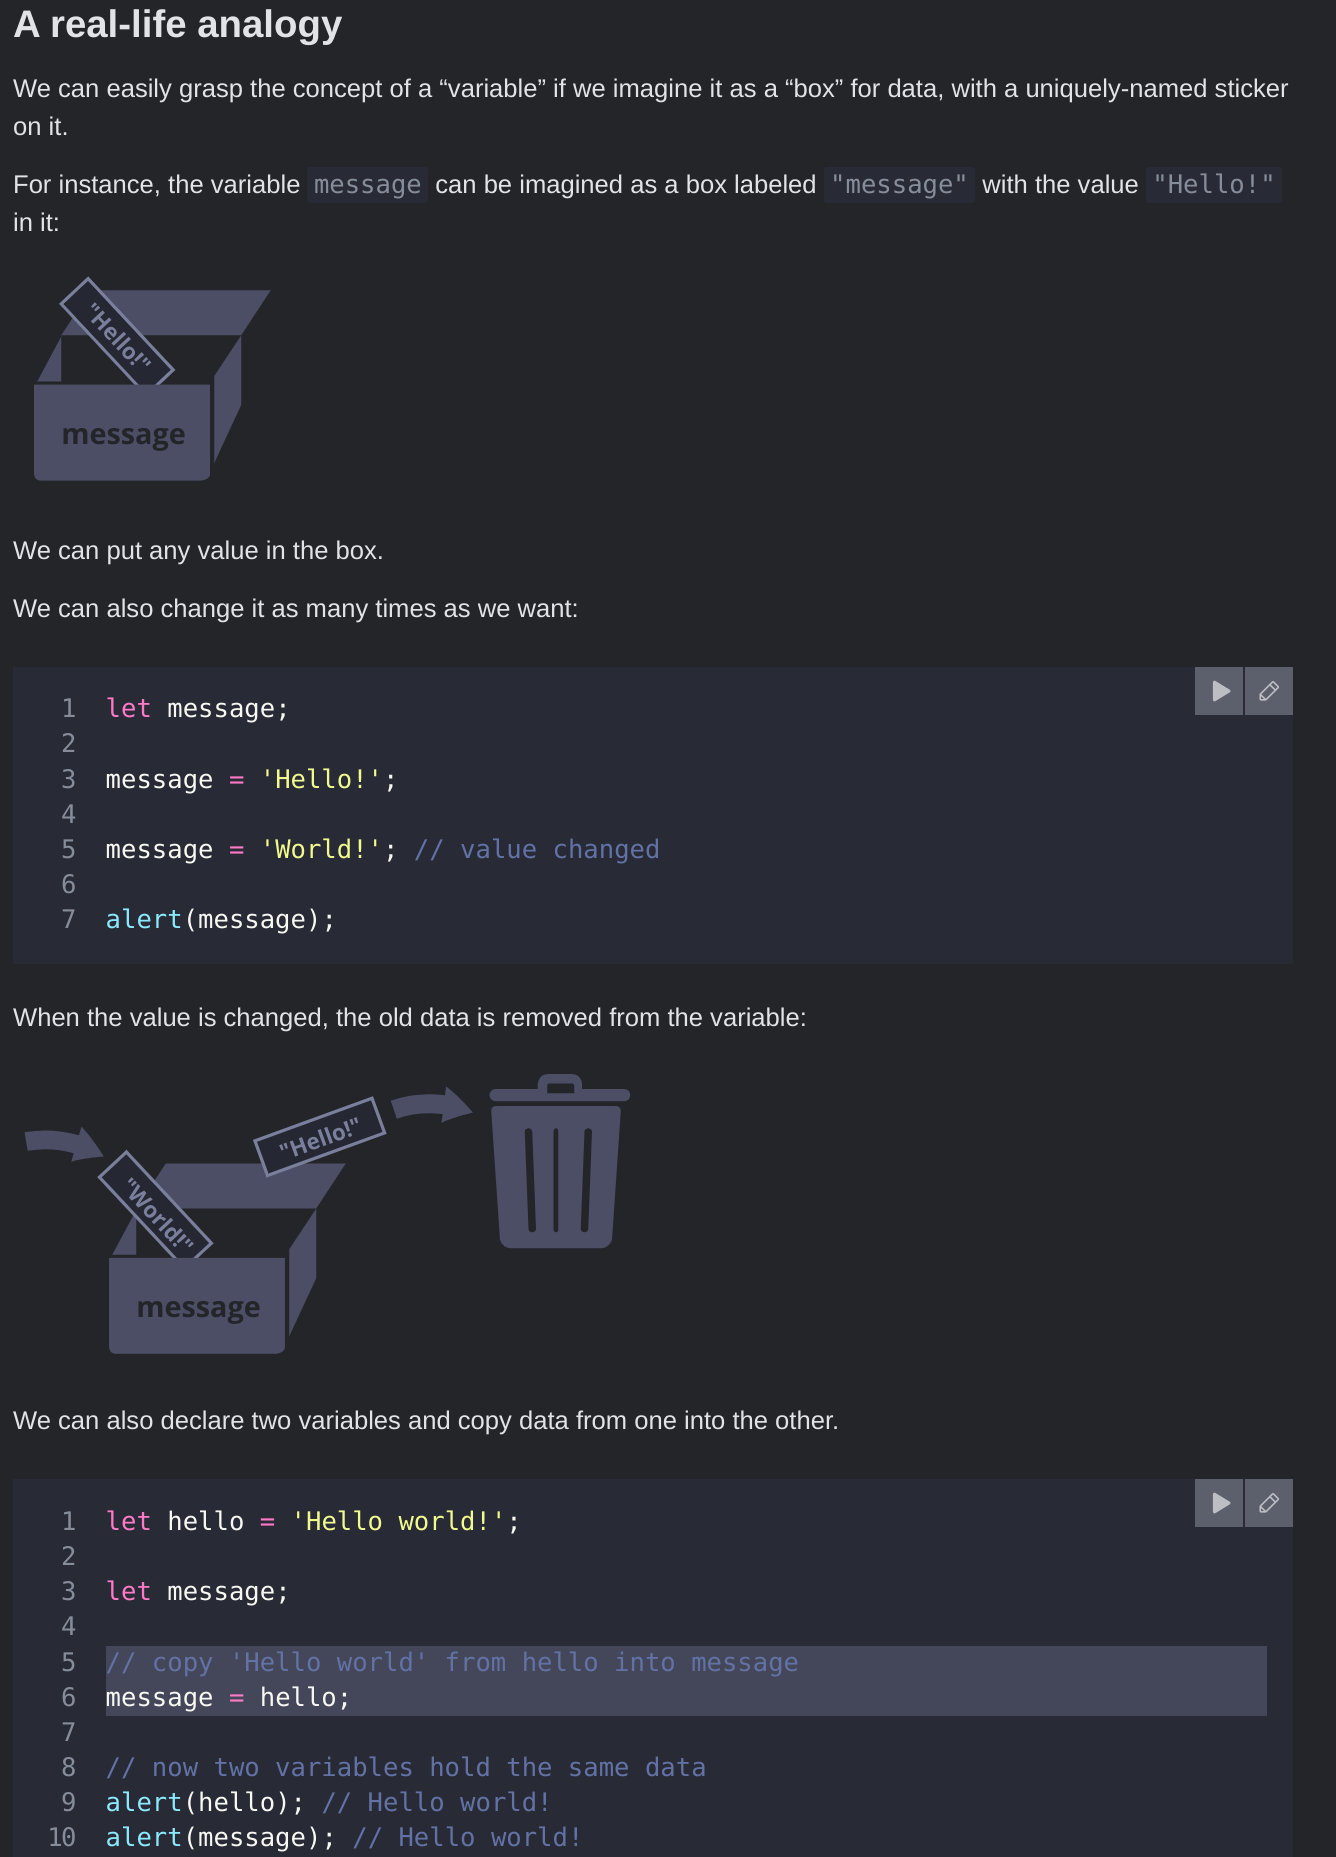 A real-life analogy
We can easily grasp the concept of a “variable” if we imagine it as a “box” for data, with a uniquely-named sticker
on it.
For instance, the variable message can be imagined as a box labeled "message" with the value "Hello!"
in it:
"Hello!"
message
We can put any value in the box.
We can also change it as many times as we want:
1 let message;
2
3 message = 'Hello!';
4
5 message = 'World!'; // value changed
6
7 alert(message);
When the value is changed, the old data is removed from the variable:
"Hello!"
"World!"
message
We can also declare two variables and copy data from one into the other.
1 let hello = 'Hello world!';
2
3 let message;
4
5 // copy 'Hello world' from hello into message
6 message = hello;
7
8 // now two variables hold the same data
9 alert(hello); // Hello world!
10 alert(message); // Hello world!